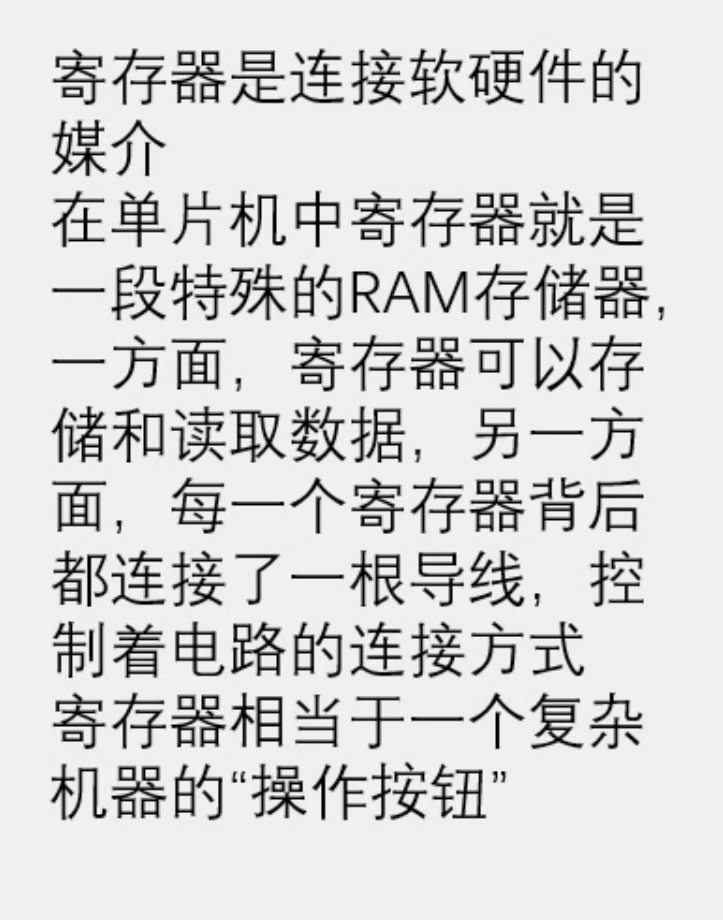 寄存器是连接软硬件的
媒介
在单片机中寄存器就是
一段特殊的RAM存储器,
一方面，寄存器可以存
储和读取数据，另一方
面，每一个寄存器背后
都连接了一根导线，控
制着电路的连接方式
寄存器相当于一个复杂
机器的“操作按钮”